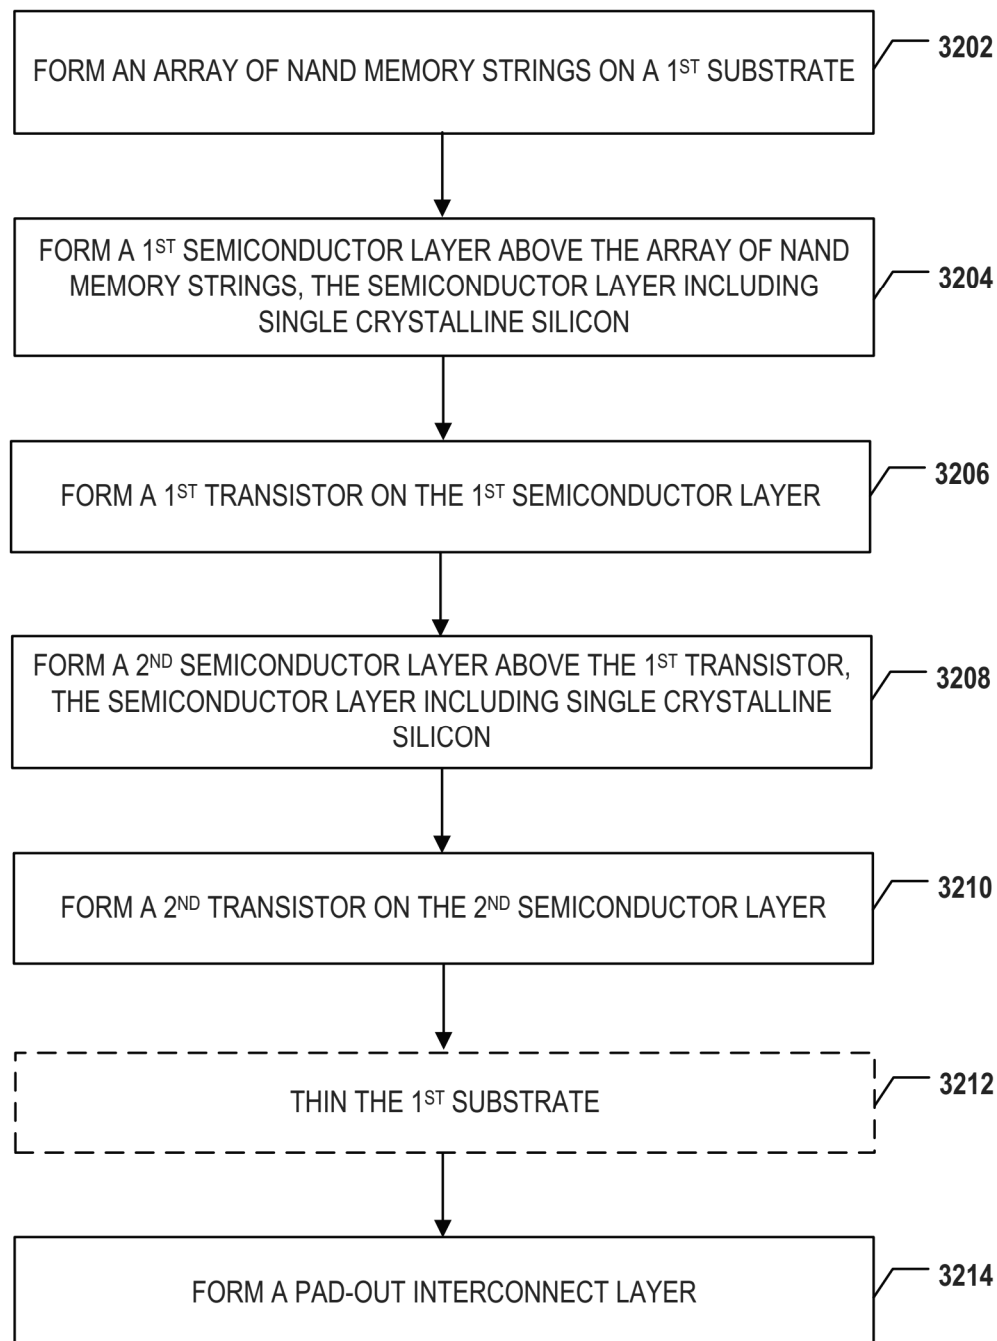 FORM AN ARRAY OF NAND MEMORY STRINGS ON A 1ST SUBSTRATE
3202
FORM A 1ST SEMICONDUCTOR LAYER ABOVE THE ARRAY OF NAND
MEMORY STRINGS, THE SEMICONDUCTOR LAYER INCLUDING
SINGLE CRYSTALLINE SILICON
3204
FORM A 1ST TRANSISTOR ON THE 1ST SEMICONDUCTOR LAYER
3206
FORM A 2ND SEMICONDUCTOR LAYER ABOVE THE 1ST TRANSISTOR,
THE SEMICONDUCTOR LAYER INCLUDING SINGLE CRYSTALLINE
SILICON
3208
FORM A 2ND TRANSISTOR ON THE 2ND SEMICONDUCTOR LAYER
3210
THIN THE 1ST SUBSTRATE
3212
FORM A PAD-OUT INTERCONNECT LAYER
3214